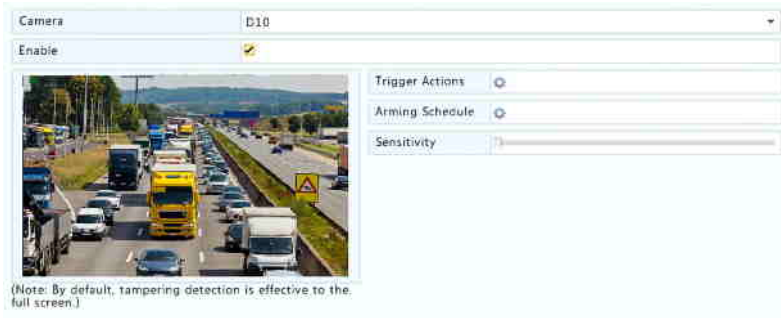 Camera D10
Enable
Trigger Actions
Arming Schedule
Sensitivity
(Note: By default, tampering detection is effective to the
full screen.)